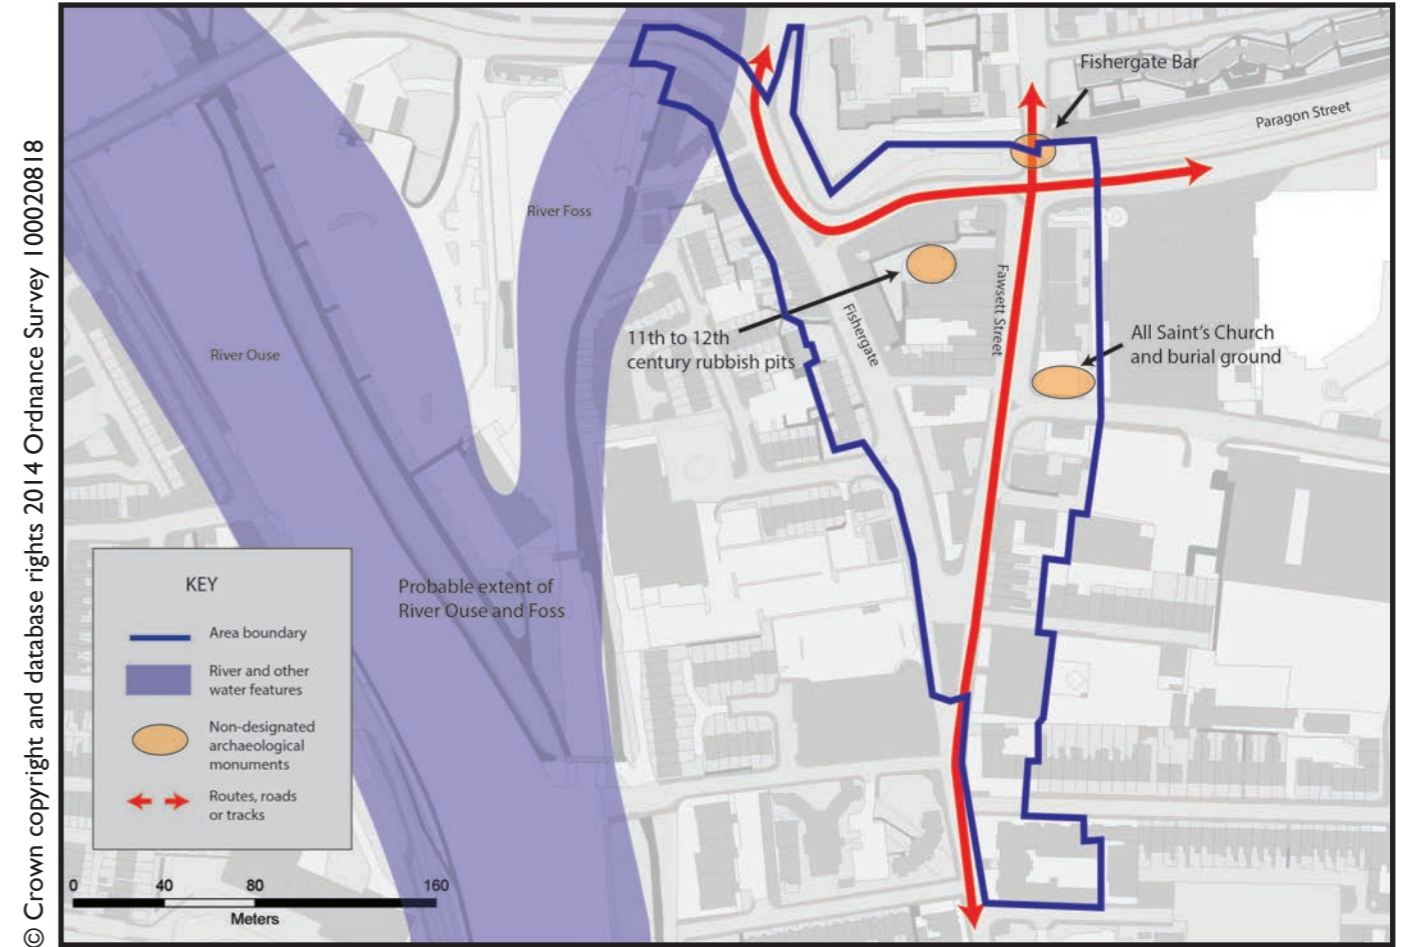 © Crown copyright and database rights 2014 Ordnance Survey 100020818
Fishergate Bar
Paragon Street
River Foss
Fawsett Street
Fishergate
11th to 12th
century rubbish pits
All Saint's Church
and burial ground
River Ouse
Probable extent of
River Ouse and Foss
KEY
Area boundary
River and other
water features
Non-designated
archaeological
monuments
Routes, roads
or tracks
0 40 80 160
Meters